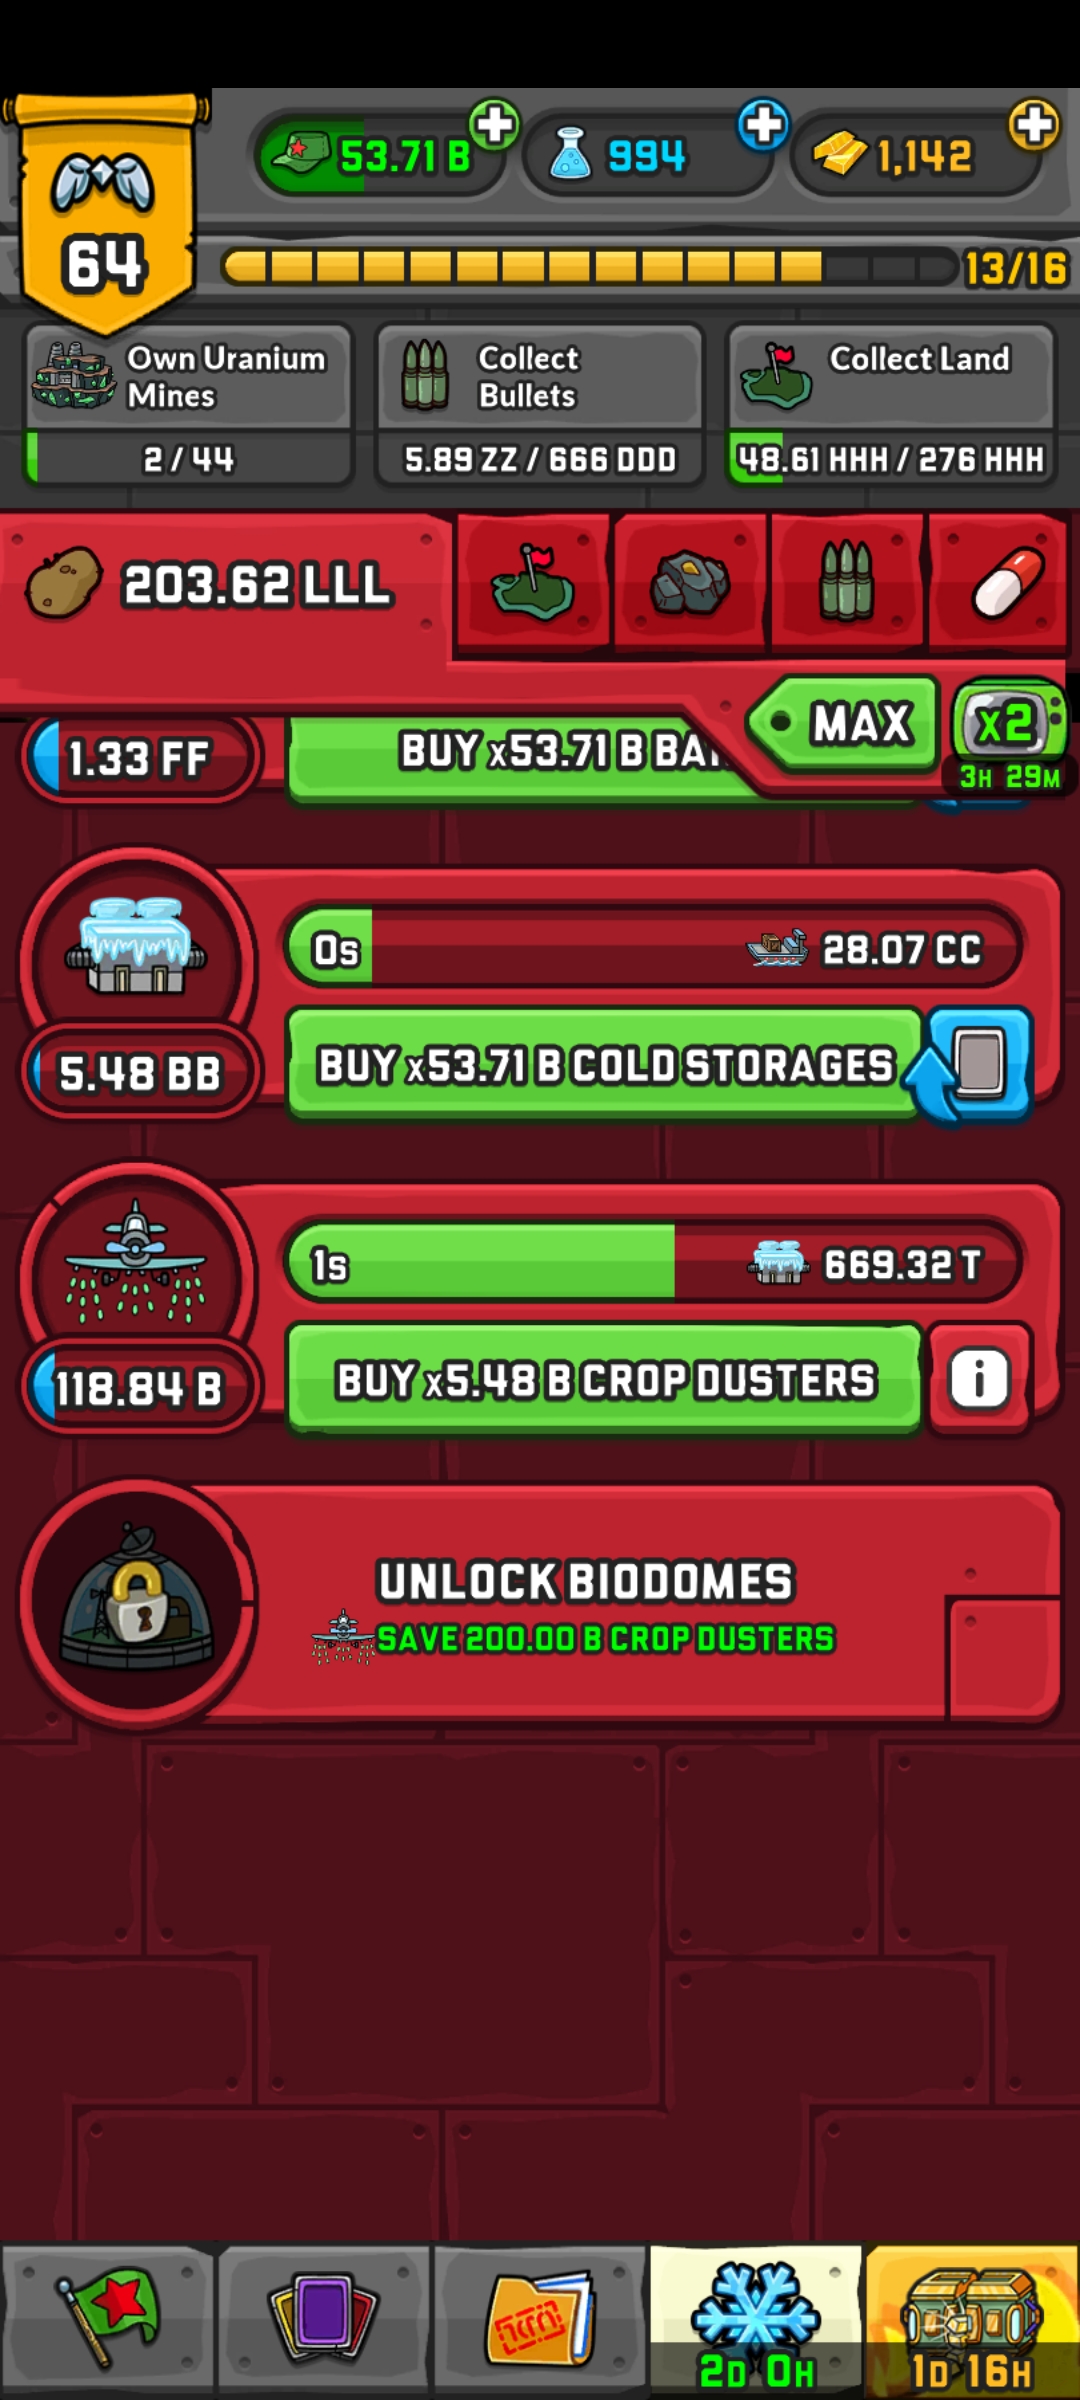 53.71 B
994
1,142
64
13/16
Own Uranium
Mines
2 / 44
Collect
Bullets
5.89 ZZ / 666 DDD
Collect Land
48.61 HHH / 276 HHH
203.62 LLL
MAX
x2
3H 29M
1.33 FF
BUY x53.71 B
0s
28.07 CC
5.48 BB
BUY x53.71 B COLD STORAGES
1s
669.32 T
118.84 B
BUY x5.48 B CROP DUSTERS
i
UNLOCK BIODOMES
SAVE 200.00 B CROP DUSTERS
2D 0H
1D 16H